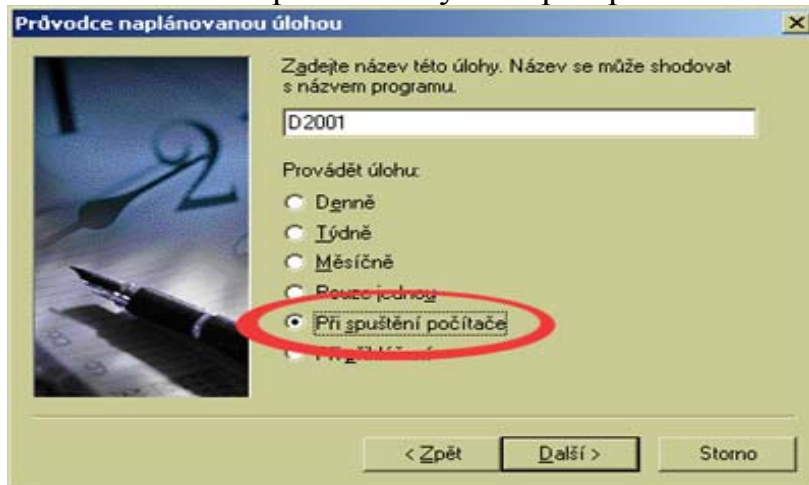 Průvodce naplánovanou úlohou
Zadejte název této úlohy. Název se může shodovat
s názvem programu.
D2001
Provádět úlohu:
Denně
Týdně
Měsíčně
Pouze jednou
Při spuštění počítače
Při
< Zpět
Další >
Storno